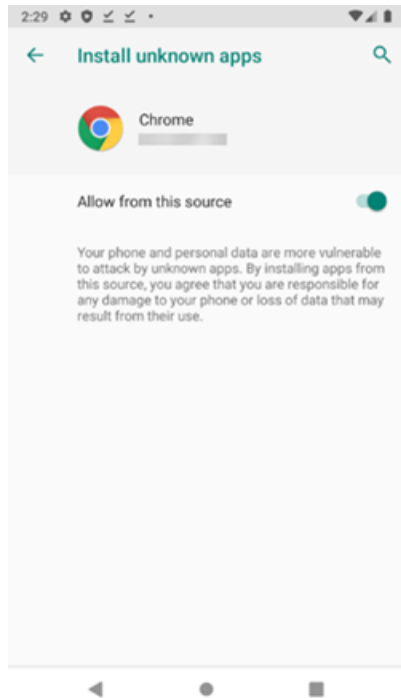 2:29
Install unknown apps
Chrome
Allow from this source
Your phone and personal data are more vulnerable
to attack by unknown apps. By installing apps from
this source, you agree that you are responsible for
any damage to your phone or loss of data that may
result from their use.